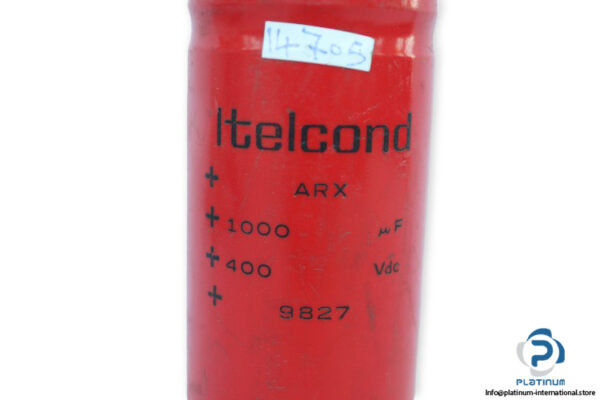 14705
Itelcond
ARX
+
+ 1000 µF
+ 400 Vdc
+
9827
PLATINUM
Info@platinum-international.store